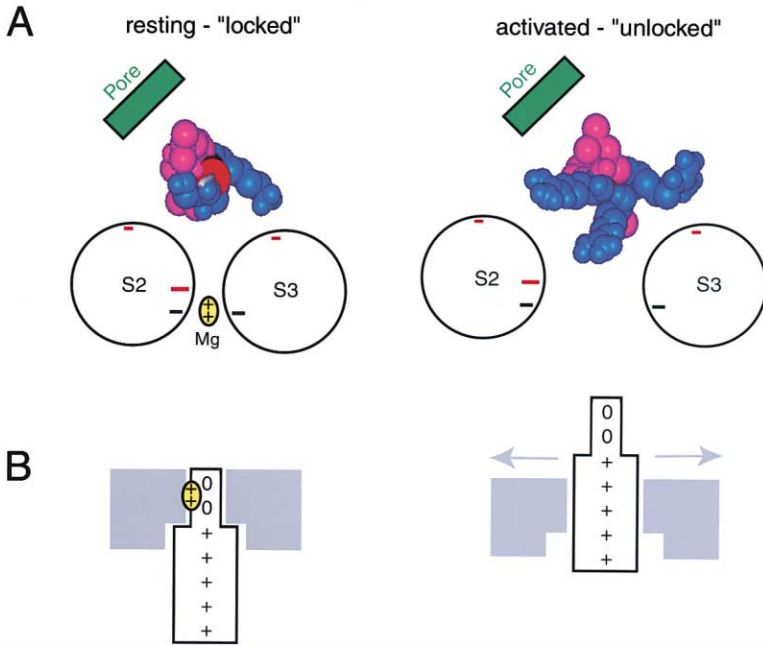 A
resting - "locked"
activated - "unlocked"
Pore
Pore
S2
S3
S2
S3
++
Mg
B
++
0
0
+
+
+
+
+
0
0
+
+
+
+
+